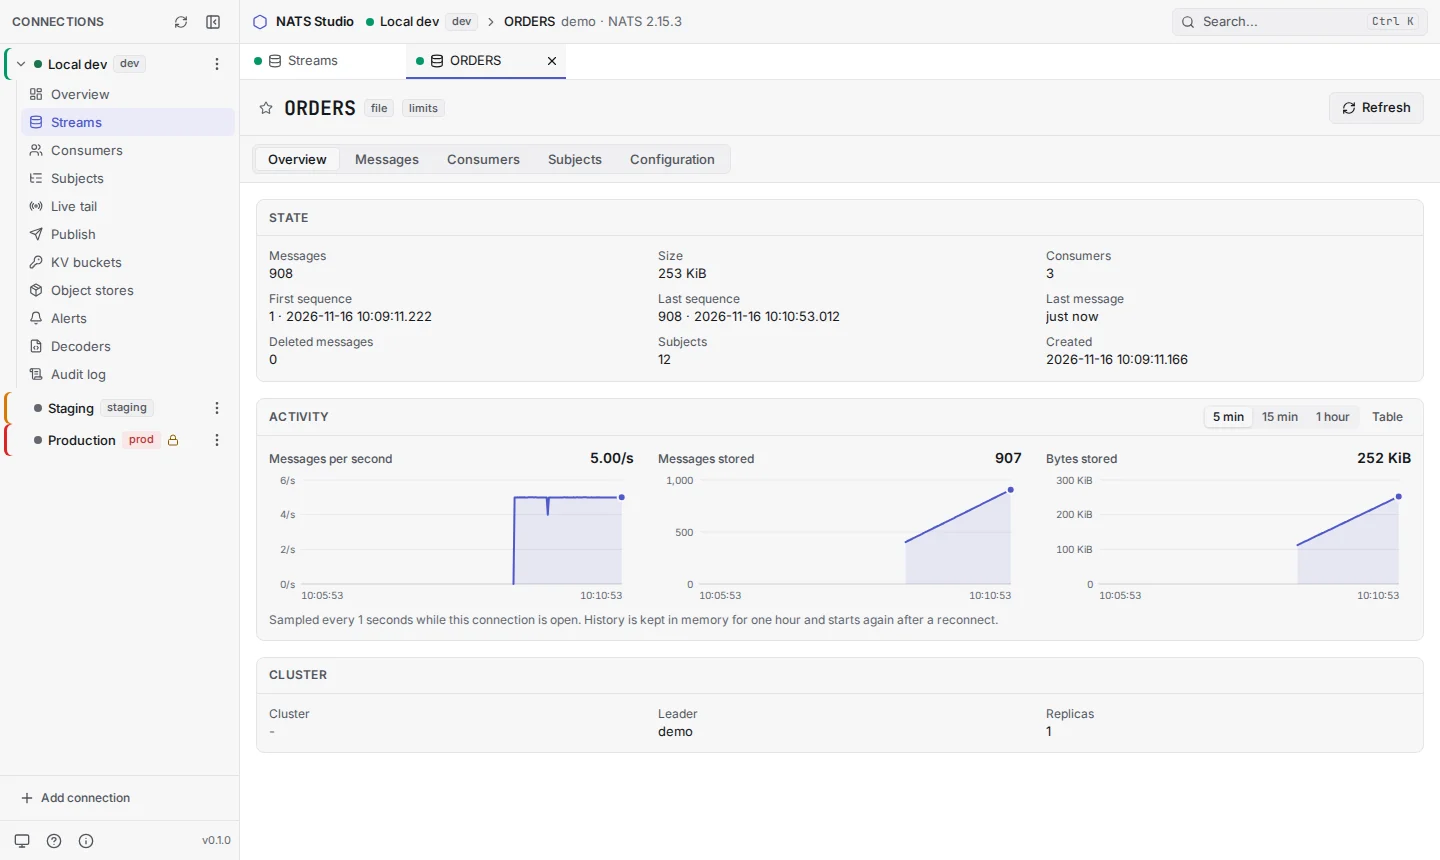 CONNECTIONS
NATS Studio Local dev dev > ORDERS demo · NATS 2.15.3
Search... Ctrl K
Local dev dev
Overview
Streams
Consumers
Subjects
Live tail
Publish
KV buckets
Object stores
Alerts
Decoders
Audit log
Staging staging
Production prod
Add connection
v0.1.0
Streams ORDERS
ORDERS file limits
Refresh
Overview Messages Consumers Subjects Configuration
STATE
Messages Size Consumers
908 253 KiB 3
First sequence Last sequence Last message
1 · 2026-11-16 10:09:11.222 908 · 2026-11-16 10:10:53.012 just now
Deleted messages Subjects Created
0 12 2026-11-16 10:09:11.166
ACTIVITY 5 min 15 min 1 hour Table
Messages per second 5.00/s
6/s
4/s
2/s
0/s
10:05:53 10:10:53
Messages stored 907
1,000
500
0
10:05:53 10:10:53
Bytes stored 252 KiB
300 KiB
200 KiB
100 KiB
0
10:05:53 10:10:53
Sampled every 1 seconds while this connection is open. History is kept in memory for one hour and starts again after a reconnect.
CLUSTER
Cluster Leader Replicas
- demo 1